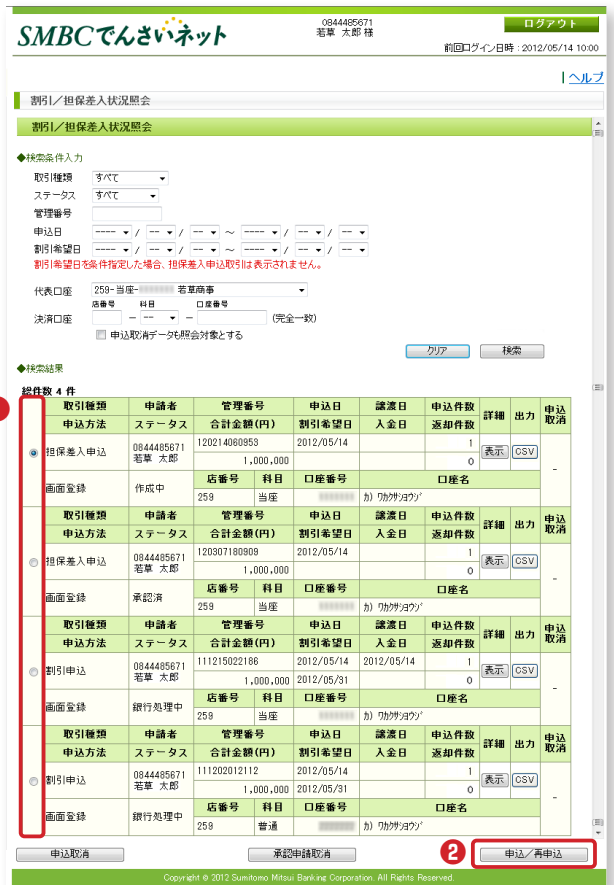 SMBCでんさいネット
0844485671
若草 太郎 様
ログアウト
前回ログイン日時 : 2012/05/14 10:00
ヘルプ
割引／担保差入状況照会
割引／担保差入状況照会
◆検索条件入力
取引種類 すべて
ステータス すべて
管理番号
申込日 ---- / -- / -- ～ ---- / -- / --
割引希望日 ---- / -- / -- ～ ---- / -- / --
割引希望日を条件指定した場合、担保差入申込取引は表示されません。
代表口座 259- 当座- 若草商事
店番号 科目 口座番号
決済口座 － -- － (完全一致)
申込取消データも照会対象とする
クリア 検索
◆検索結果
総件数 4 件
取引種類 申請者 管理番号 申込日 譲渡日 申込件数 詳細 出力 申込取消
申込方法 ステータス 合計金額(円) 割引希望日 入金日 返却件数
担保差入申込 0844485671 若草 太郎 120214060953 2012/05/14 1 表示 CSV -
1,000,000 0
画面登録 作成中 店番号 科目 口座番号 口座名
259 当座 カ) ワカクサショウジ
取引種類 申請者 管理番号 申込日 譲渡日 申込件数 詳細 出力 申込取消
申込方法 ステータス 合計金額(円) 割引希望日 入金日 返却件数
担保差入申込 0844485671 若草 太郎 120307180909 2012/05/14 1 表示 CSV -
1,000,000 0
画面登録 承認済 店番号 科目 口座番号 口座名
259 当座 カ) ワカクサショウジ
取引種類 申請者 管理番号 申込日 譲渡日 申込件数 詳細 出力 申込取消
申込方法 ステータス 合計金額(円) 割引希望日 入金日 返却件数
割引申込 0844485671 若草 太郎 111215022186 2012/05/14 2012/05/14 1 表示 CSV -
1,000,000 2012/05/31 0
画面登録 銀行処理中 店番号 科目 口座番号 口座名
259 当座 カ) ワカクサショウジ
取引種類 申請者 管理番号 申込日 譲渡日 申込件数 詳細 出力 申込取消
申込方法 ステータス 合計金額(円) 割引希望日 入金日 返却件数
割引申込 0844485671 若草 太郎 111202012112 2012/05/14 1 表示 CSV -
1,000,000 2012/05/31 0
画面登録 銀行処理中 店番号 科目 口座番号 口座名
259 普通 カ) ワカクサショウジ
申込取消 承認申請取消 2 申込／再申込
Copyright © 2012 Sumitomo Mitsui Banking Corporation. All Rights Reserved.